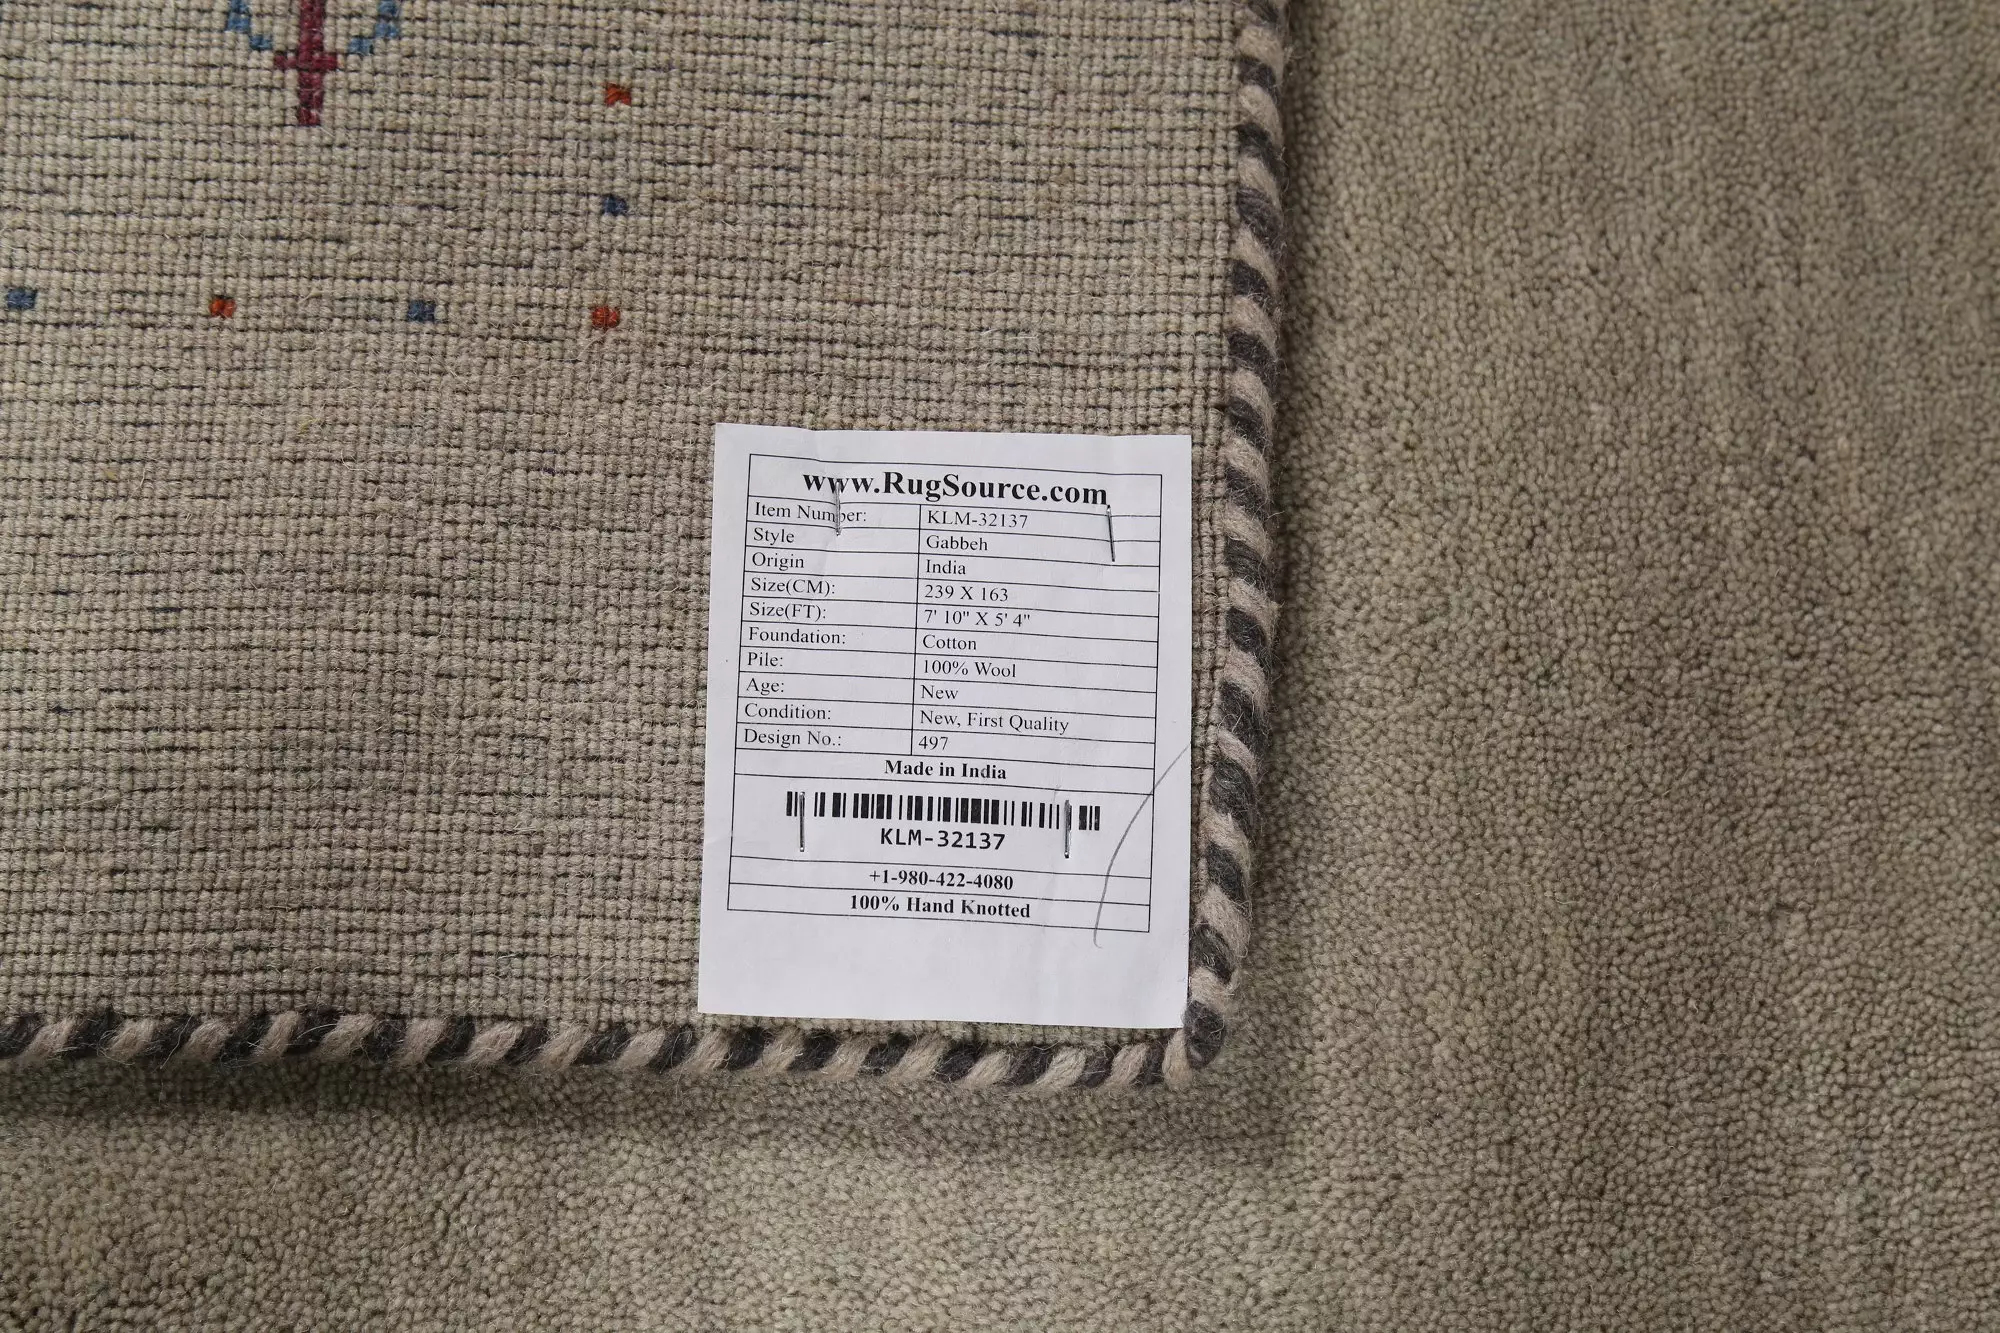 www.RugSource.com
Item Number: KLM-32137
Style Gabbeh
Origin India
Size(CM): 239 X 163
Size(FT): 7' 10" X 5' 4"
Foundation: Cotton
Pile: 100% Wool
Age: New
Condition: New, First Quality
Design No.: 497
Made in India
KLM-32137
+1-980-422-4080
100% Hand Knotted